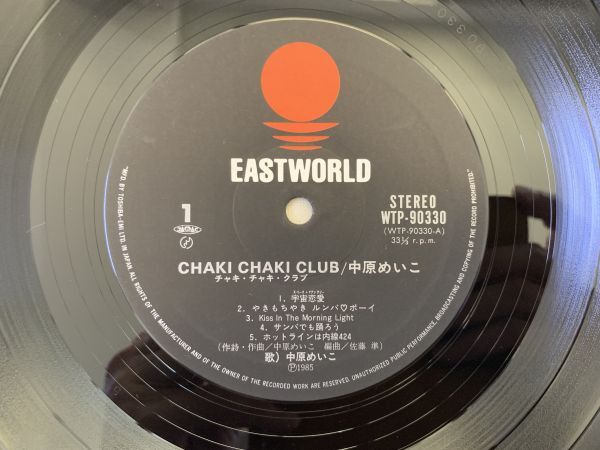 90330
EASTWORLD
1
STEREO
WTP-90330
(WTP-90330-A)
33⅓ r.p.m.
CHAKI CHAKI CLUB/中原めいこ
チャキ・チャキ・クラブ
1. 宇宙恋愛
2. やきもちやき ルンバ♡ボーイ
3. Kiss In The Morning Light
4. サンバでも踊ろう
5. ホットラインは内線424
(作詩・作曲/中原めいこ 編曲/佐藤 準)
歌) 中原めいこ
Ⓟ1985
"MFD. BY TOSHIBA-EMI LTD. IN JAPAN ALL RIGHTS OF THE MANUFACTURER AND OF THE OWNER OF THE RECORDED WORK ARE RESERVED. UNAUTHORIZED PUBLIC PERFORMANCE, BROADCASTING AND COPYING OF THE RECORD PROHIBITED."